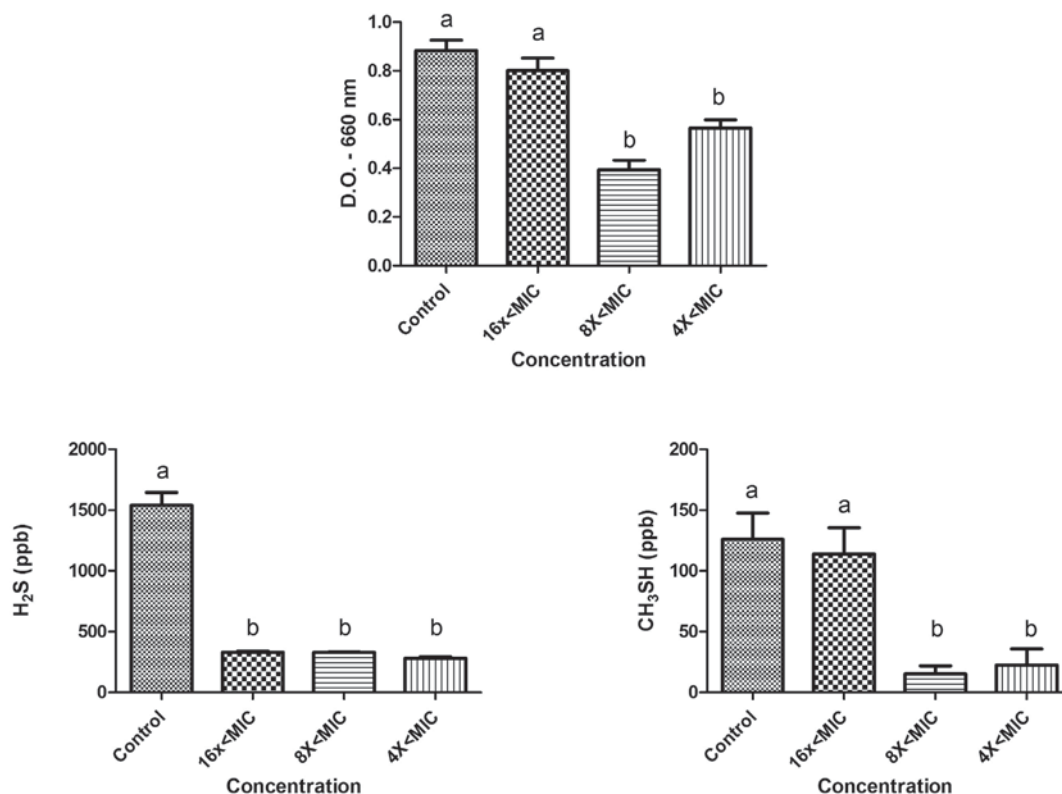 1.0
0.8
0.6
0.4
0.2
0.0
D.O. - 660 nm
a
a
b
b
Control
16x<MIC
8X<MIC
4X<MIC
Concentration
2000
1500
1000
500
0
H₂S (ppb)
a
b
b
b
Control
16x<MIC
8X<MIC
4X<MIC
Concentration
200
150
100
50
0
CH₃SH (ppb)
a
a
b
b
Control
16x<MIC
8X<MIC
4X<MIC
Concentration